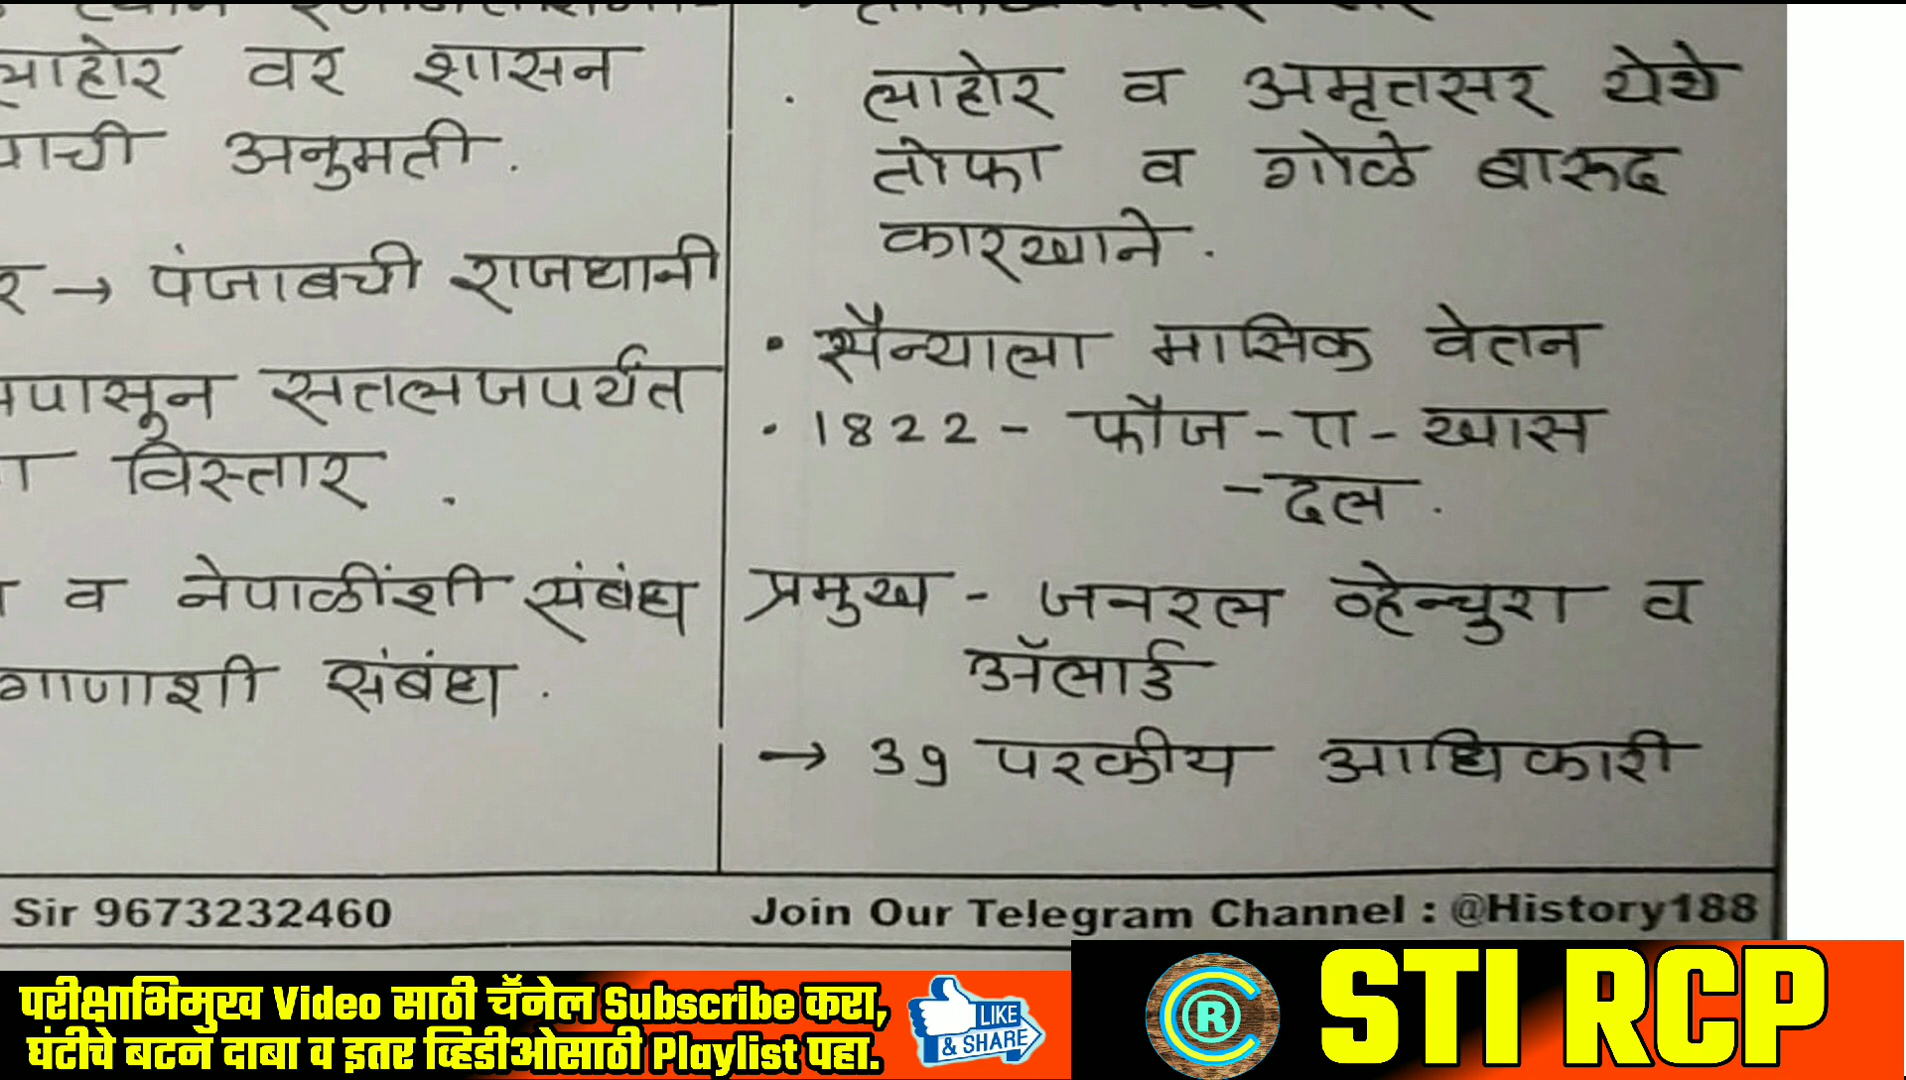 लाहोर वर शासन
अनुमती.
→ पंजाबची राजधानी
पासुन सतलजपर्यंत
विस्तार.
व नेपाळींशी संबंध
संबंध.
लाहोर व अमृतसर येथे
तोफा व गोळे बारूद
कारखाने.
• सैन्याला मासिक वेतन
• 1822 - फौज - ए - खास
- दल.
प्रमुख - जनरल व्हेन्चुरा व
ॲलार्ड
→ 39 परकीय अधिकारी
Sir 9673232460
Join Our Telegram Channel : @History188
परीक्षाभिमुख Video साठी चॅनेल Subscribe करा,
घंटीचे बटन दाबा व इतर व्हिडीओसाठी Playlist पहा.
LIKE
& SHARE
STI RCP